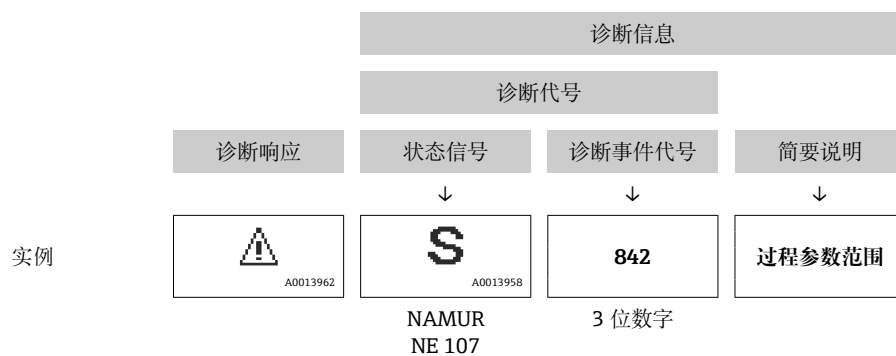 诊断信息
诊断代号
诊断响应 状态信号 诊断事件代号 简要说明
实例 S 842 过程参数范围
A0013962 A0013958
NAMUR 3 位数字
NE 107